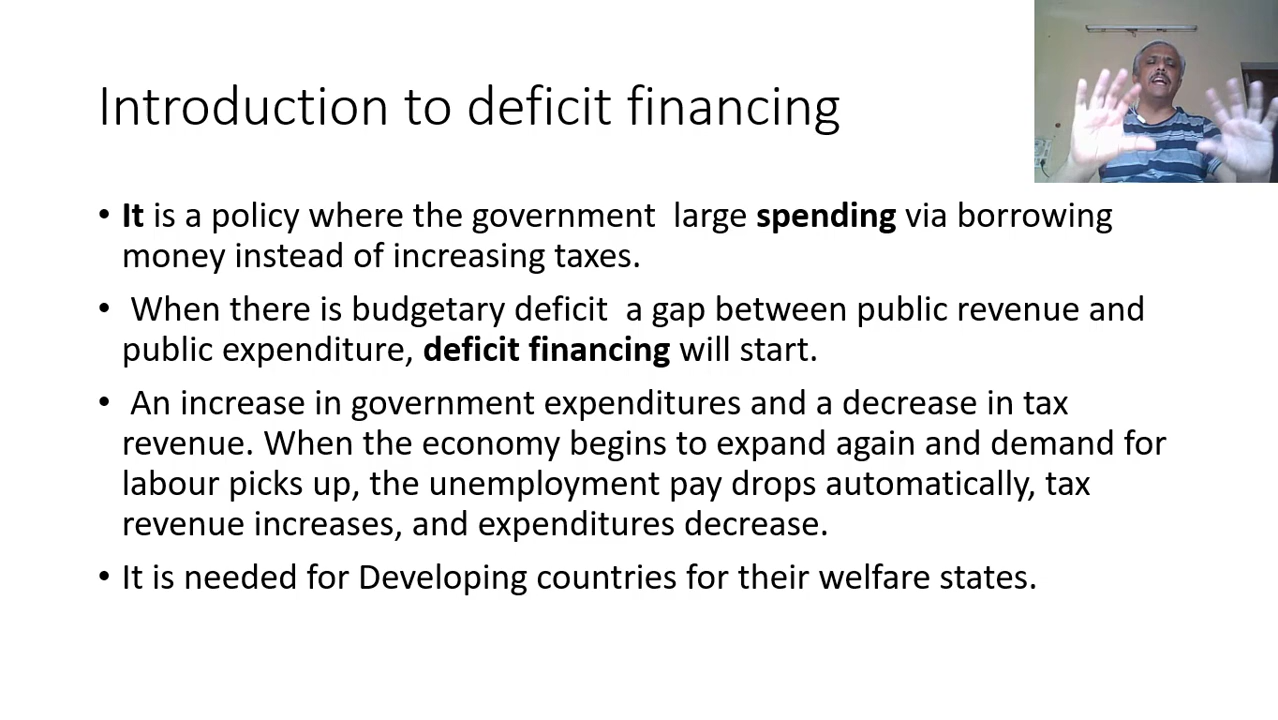 Introduction to deficit financing
• It is a policy where the government  large spending via borrowing
money instead of increasing taxes.
•  When there is budgetary deficit  a gap between public revenue and
public expenditure, deficit financing will start.
•  An increase in government expenditures and a decrease in tax
revenue. When the economy begins to expand again and demand for
labour picks up, the unemployment pay drops automatically, tax
revenue increases, and expenditures decrease.
• It is needed for Developing countries for their welfare states.